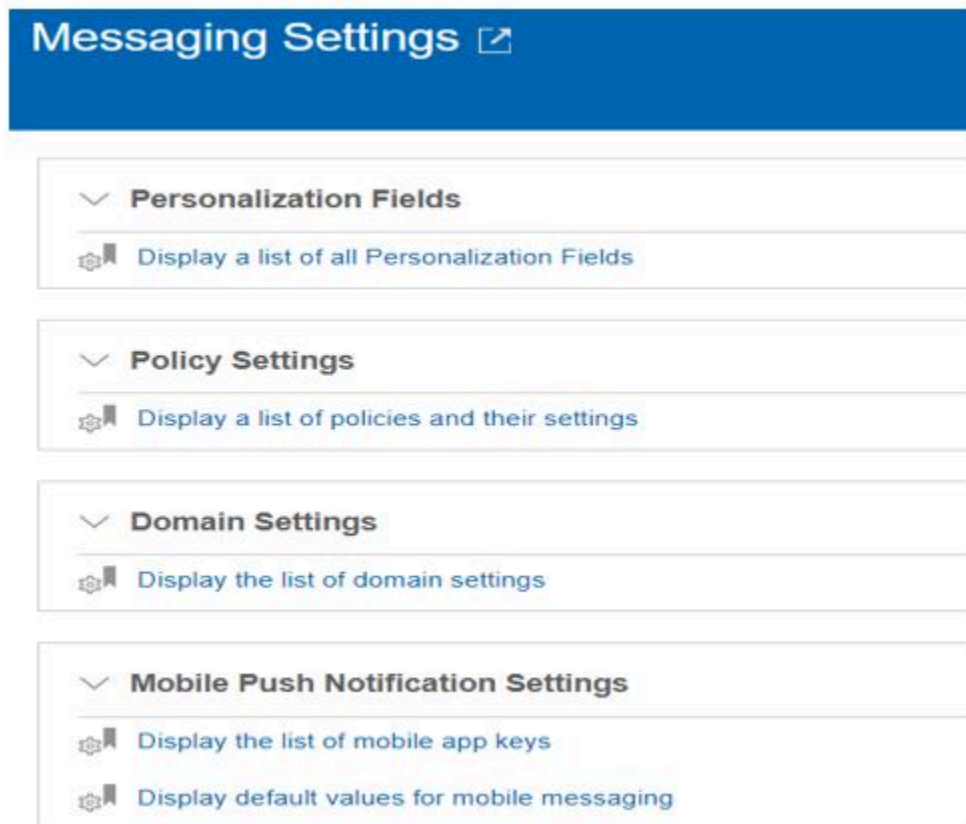 Messaging Settings
Personalization Fields
Display a list of all Personalization Fields
Policy Settings
Display a list of policies and their settings
Domain Settings
Display the list of domain settings
Mobile Push Notification Settings
Display the list of mobile app keys
Display default values for mobile messaging